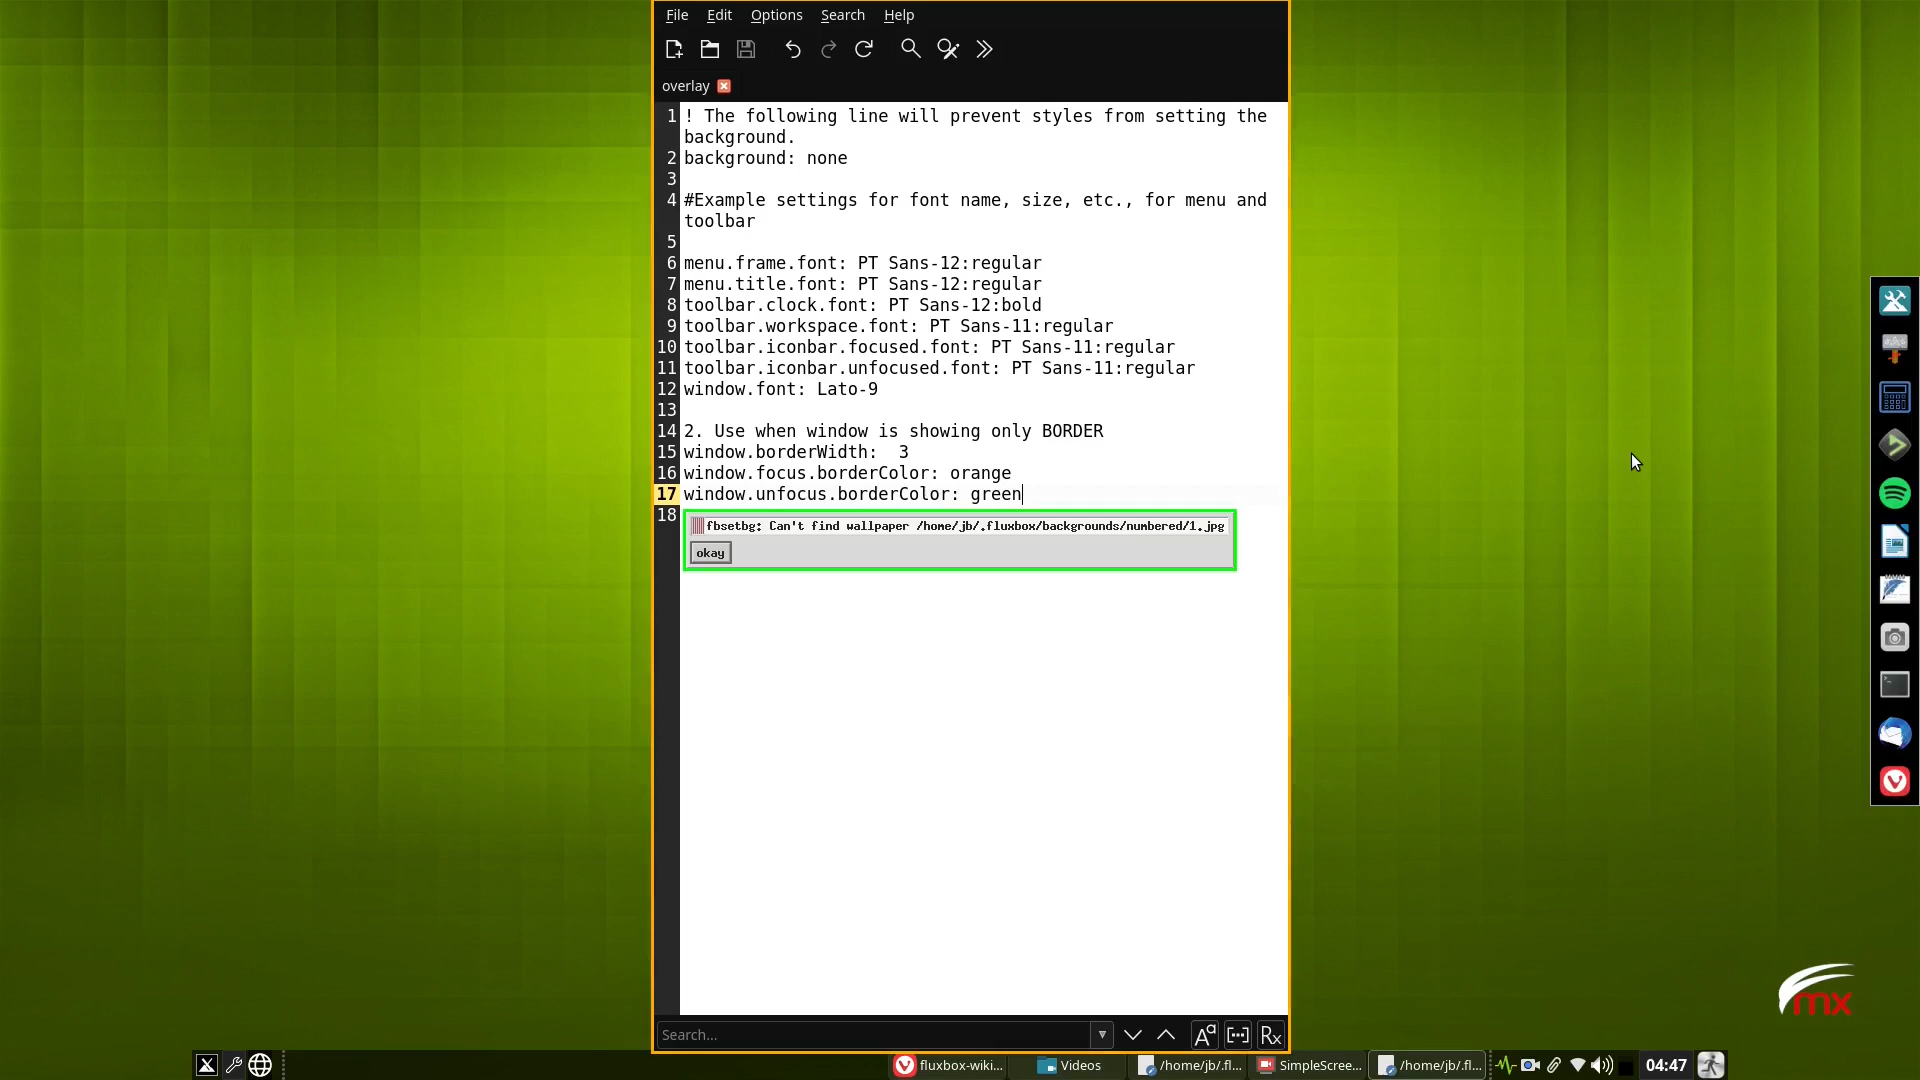 File Edit Options Search Help
overlay
1 ! The following line will prevent styles from setting the
background.
2 background: none
3
4 #Example settings for font name, size, etc., for menu and
toolbar
5
6 menu.frame.font: PT Sans-12:regular
7 menu.title.font: PT Sans-12:regular
8 toolbar.clock.font: PT Sans-12:bold
9 toolbar.workspace.font: PT Sans-11:regular
10 toolbar.iconbar.focused.font: PT Sans-11:regular
11 toolbar.iconbar.unfocused.font: PT Sans-11:regular
12 window.font: Lato-9
13
14 2. Use when window is showing only BORDER
15 window.borderWidth:  3
16 window.focus.borderColor: orange
17 window.unfocus.borderColor: green
18
fbsetbg: Can't find wallpaper /home/jb/.fluxbox/backgrounds/numbered/1.jpg
okay
Search...
mx
fluxbox-wiki... Videos /home/jb/.fl... SimpleScree... /home/jb/.fl... 04:47